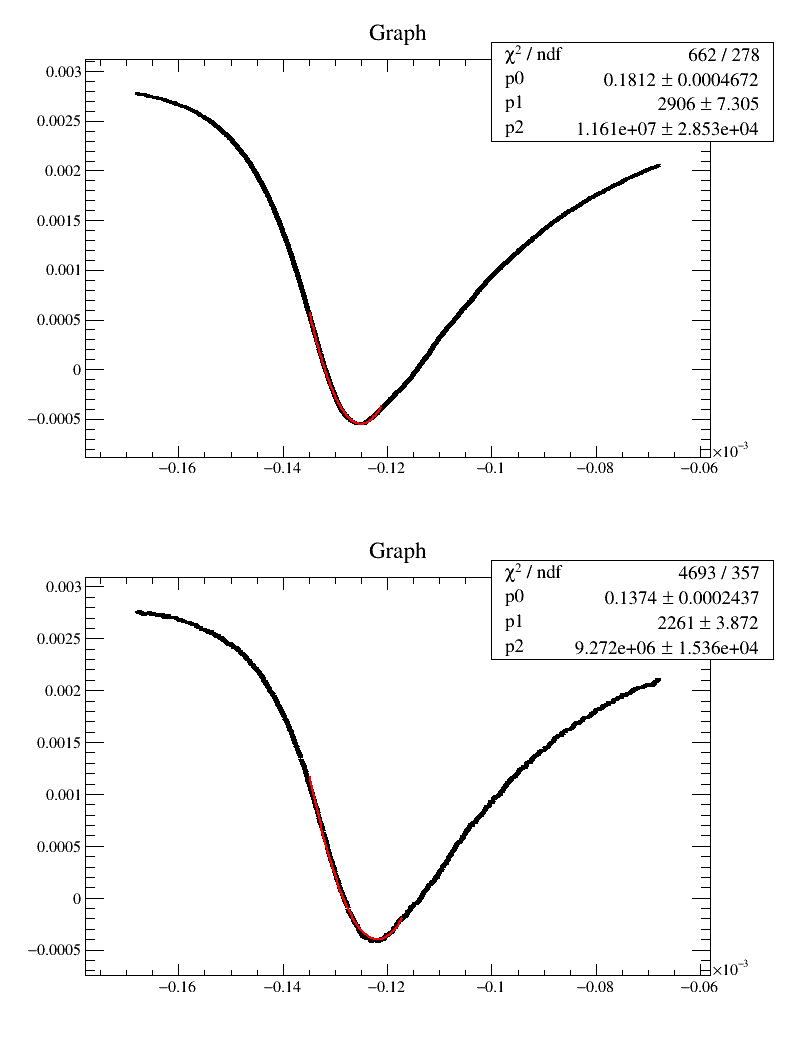 Graph
χ² / ndf 662 / 278
p0 0.1812 ± 0.0004672
p1 2906 ± 7.305
p2 1.161e+07 ± 2.853e+04
0.003
0.0025
0.002
0.0015
0.001
0.0005
0
−0.0005
×10⁻³
−0.16 −0.14 −0.12 −0.1 −0.08 −0.06
Graph
χ² / ndf 4693 / 357
p0 0.1374 ± 0.0002437
p1 2261 ± 3.872
p2 9.272e+06 ± 1.536e+04
0.003
0.0025
0.002
0.0015
0.001
0.0005
0
−0.0005
×10⁻³
−0.16 −0.14 −0.12 −0.1 −0.08 −0.06